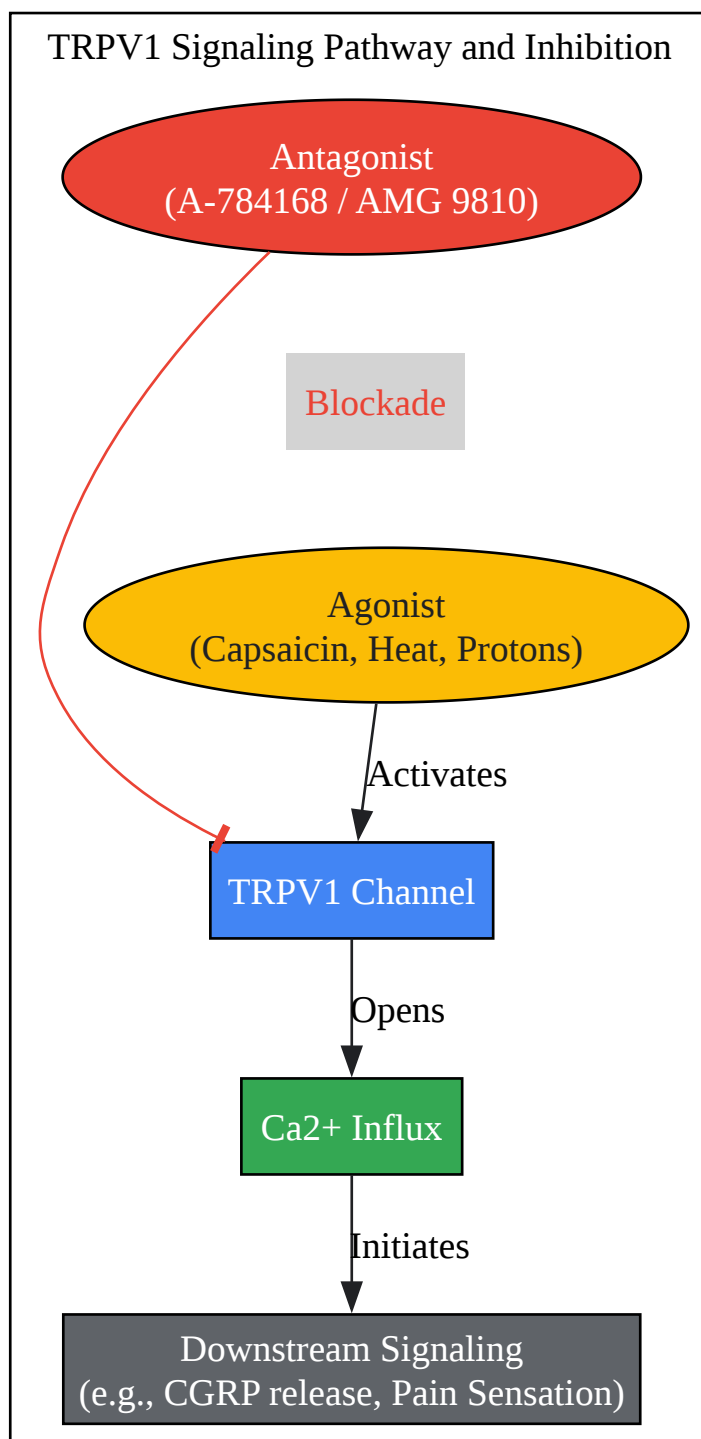 TRPV1 Signaling Pathway and Inhibition
Antagonist
(A-784168 / AMG 9810)
Blockade
Agonist
(Capsaicin, Heat, Protons)
Activates
TRPV1 Channel
Opens
Ca2+ Influx
Initiates
Downstream Signaling
(e.g., CGRP release, Pain Sensation)